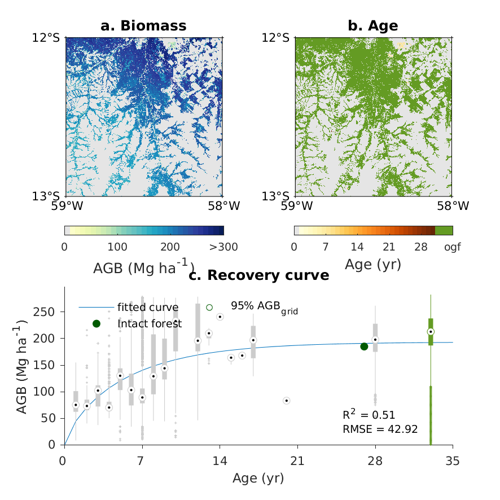 a. Biomass
b. Age
12°S
12°S
13°S
13°S
59°W
58°W
59°W
58°W
0 100 200 >300
0 7 14 21 28 ogf
AGB (Mg ha-1)
Age (yr)
c. Recovery curve
fitted curve
95% AGBgrid
Intact forest
AGB (Mg ha-1)
250
200
150
100
50
0
R2 = 0.51
RMSE = 42.92
0 7 14 21 28 35
Age (yr)